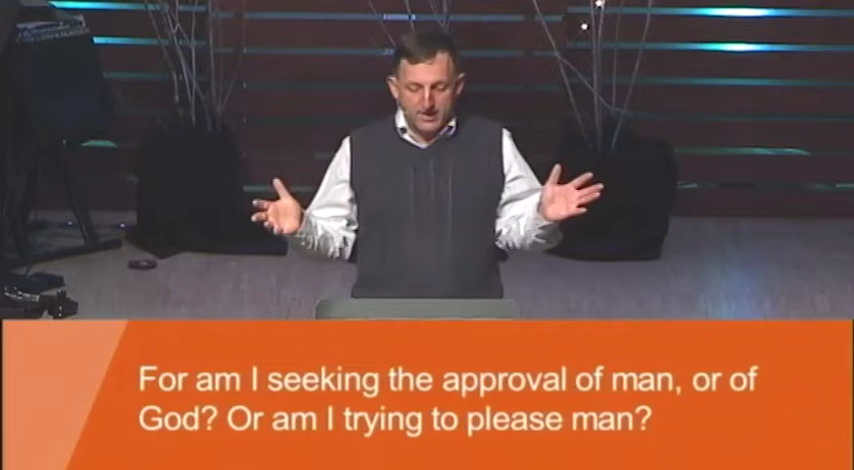 For am I seeking the approval of man, or of
God? Or am I trying to please man?